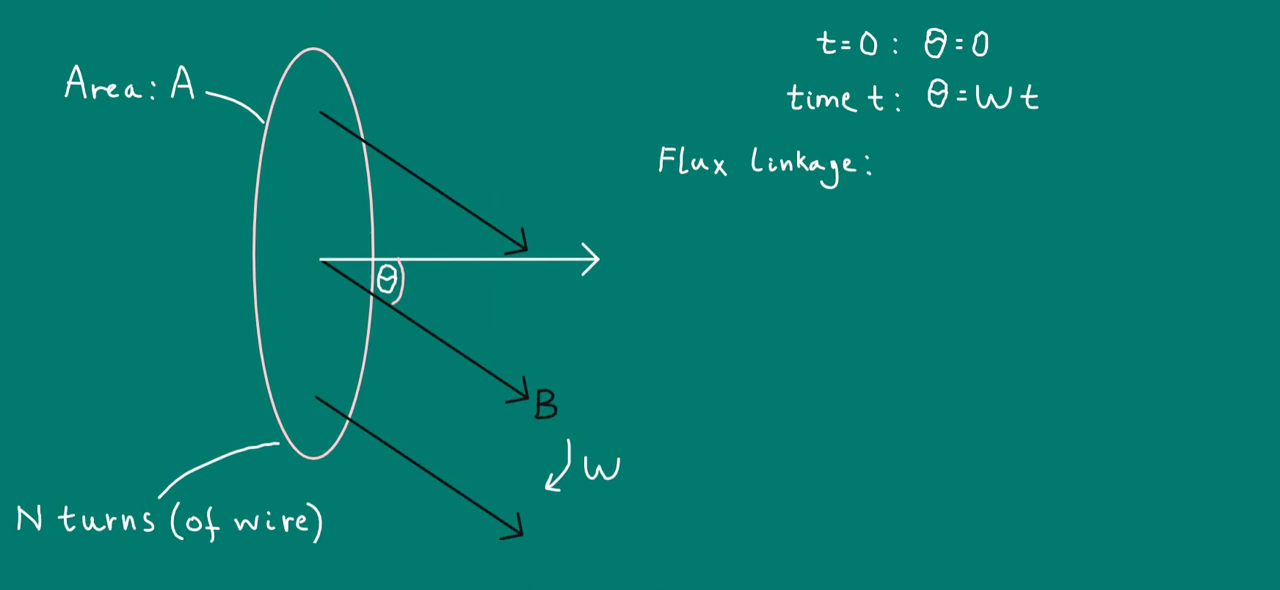 t=0: θ=0
Area: A
time t: θ=Wt
Flux linkage:
θ
B
W
N turns (of wire)